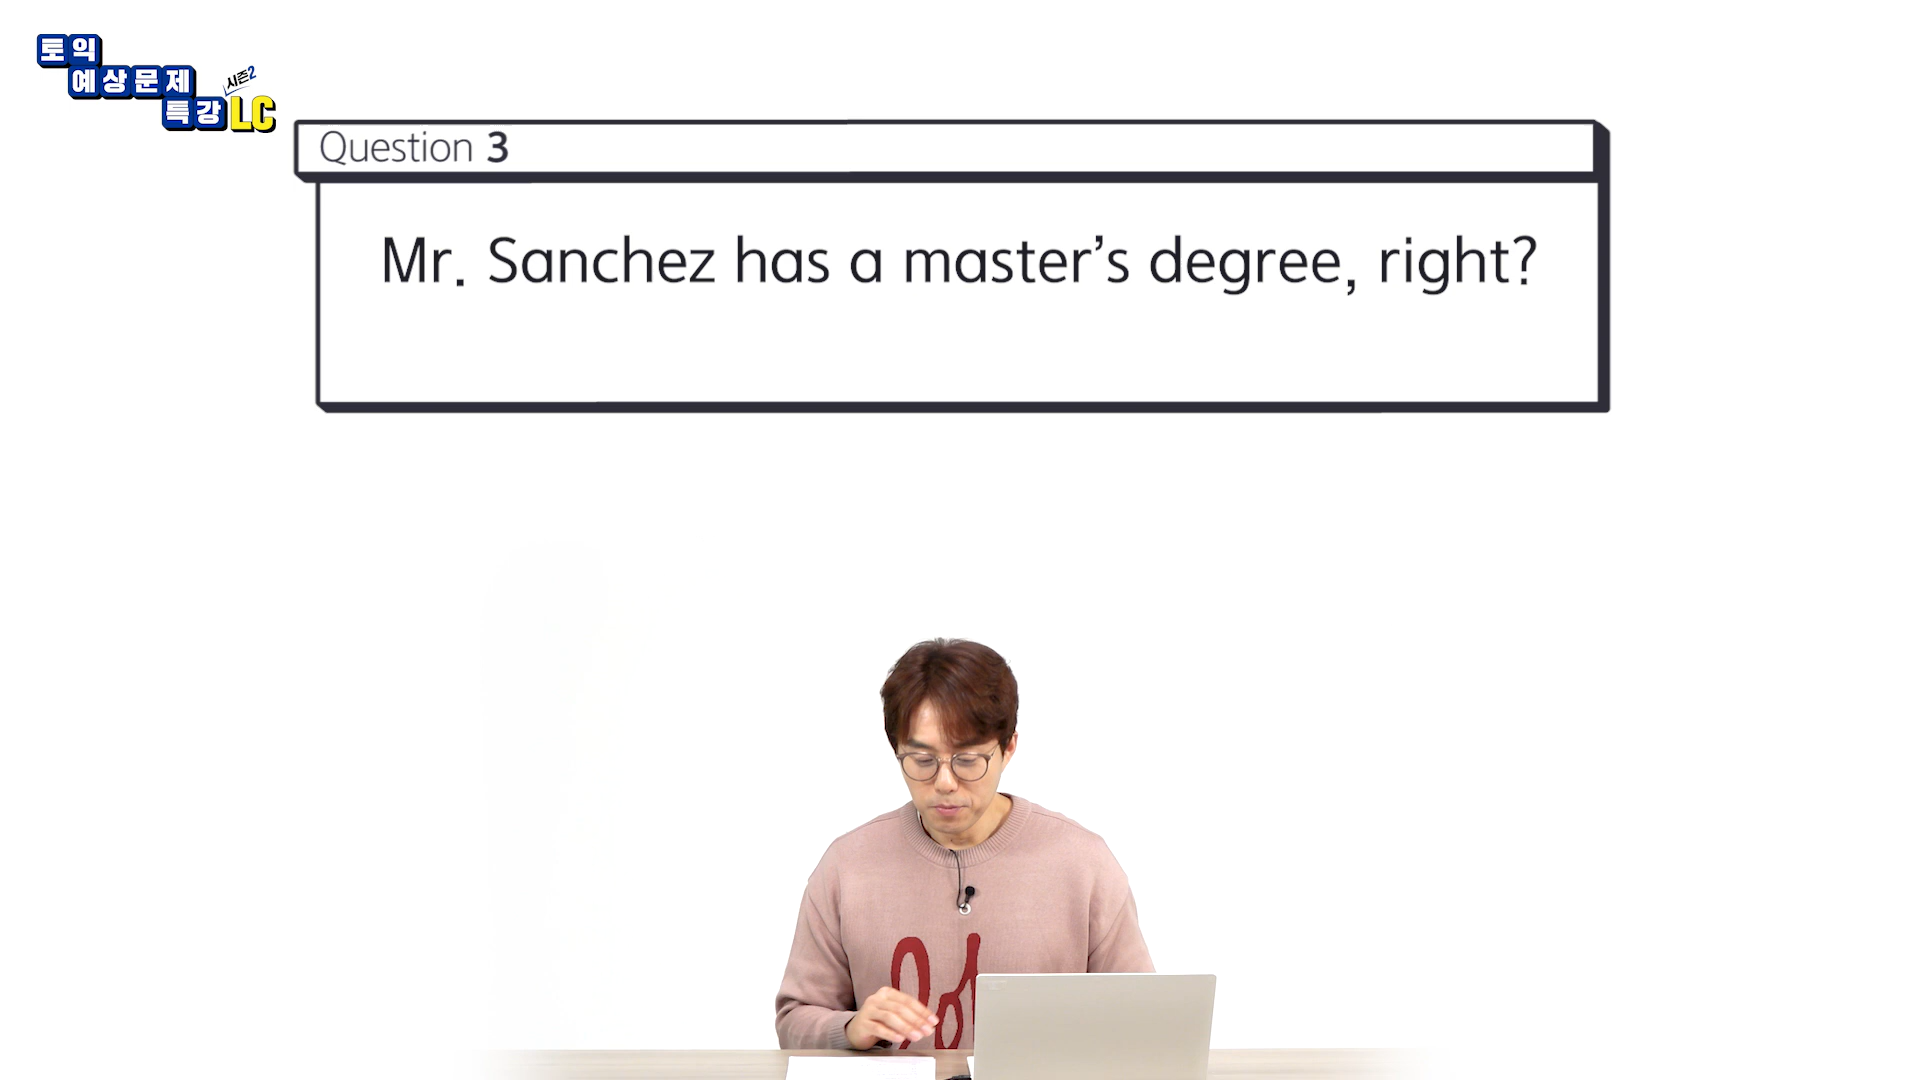 토익
예상문제
특강 LC
시즌2
Question 3
Mr. Sanchez has a master’s degree, right?